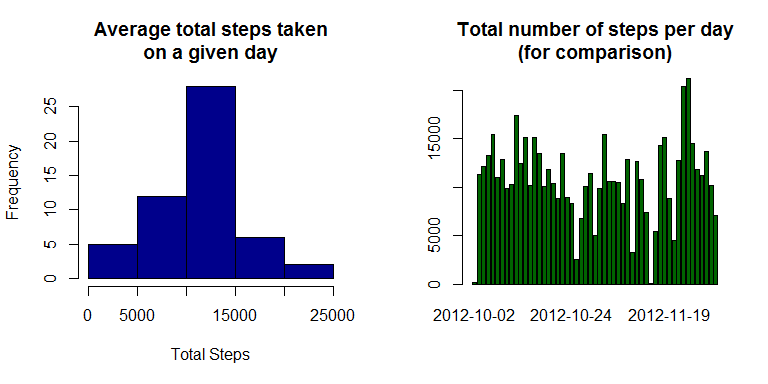 Average total steps taken
on a given day
Frequency
25
20
15
10
5
0
0 5000 15000 25000
Total Steps
Total number of steps per day
(for comparison)
15000
5000
0
2012-10-02 2012-10-24 2012-11-19